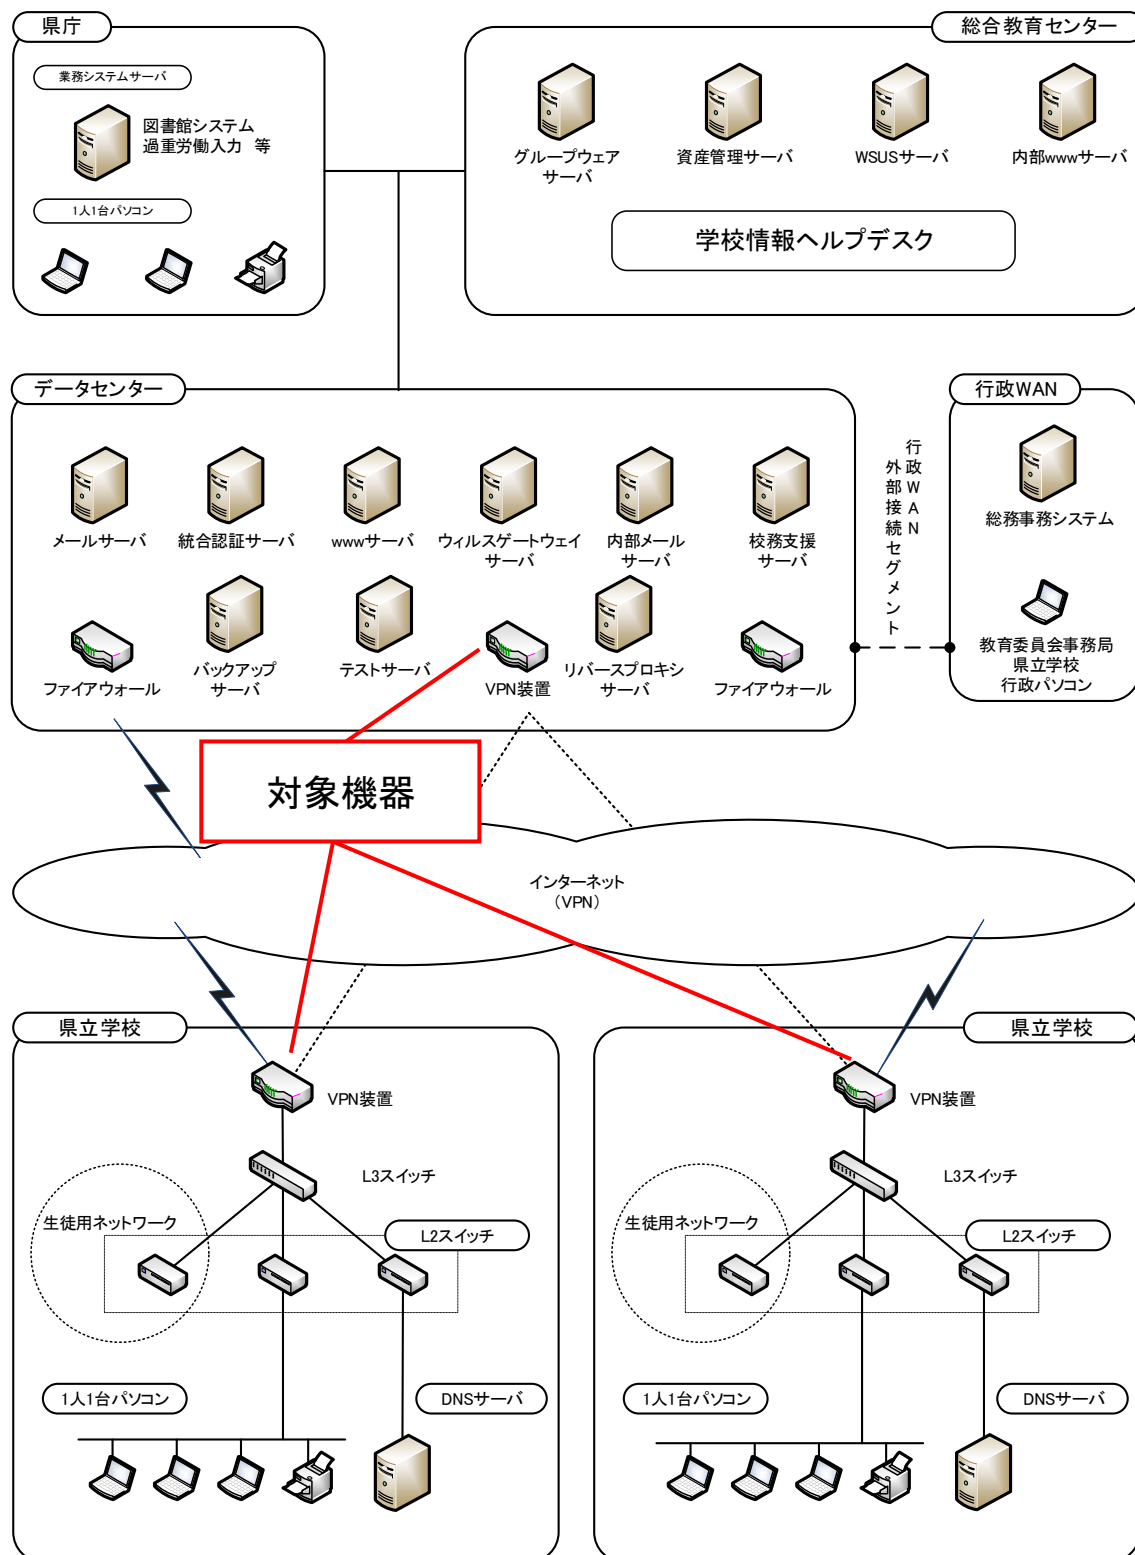 県庁
業務システムサーバ
図書館システム
過重労働入力 等
1人1台パソコン
総合教育センター
グループウェア
サーバ
資産管理サーバ
WSUSサーバ
内部wwwサーバ
学校情報ヘルプデスク
データセンター
メールサーバ
統合認証サーバ
wwwサーバ
ウィルスゲートウェイ
サーバ
内部メール
サーバ
校務支援
サーバ
ファイアウォール
バックアップ
サーバ
テストサーバ
VPN装置
リバースプロキシ
サーバ
ファイアウォール
行政WAN
外部接続セグメント
行政WAN
総務事務システム
教育委員会事務局
県立学校
行政パソコン
対象機器
インターネット
（VPN）
県立学校
VPN装置
L3スイッチ
生徒用ネットワーク
L2スイッチ
1人1台パソコン
DNSサーバ
県立学校
VPN装置
L3スイッチ
生徒用ネットワーク
L2スイッチ
1人1台パソコン
DNSサーバ